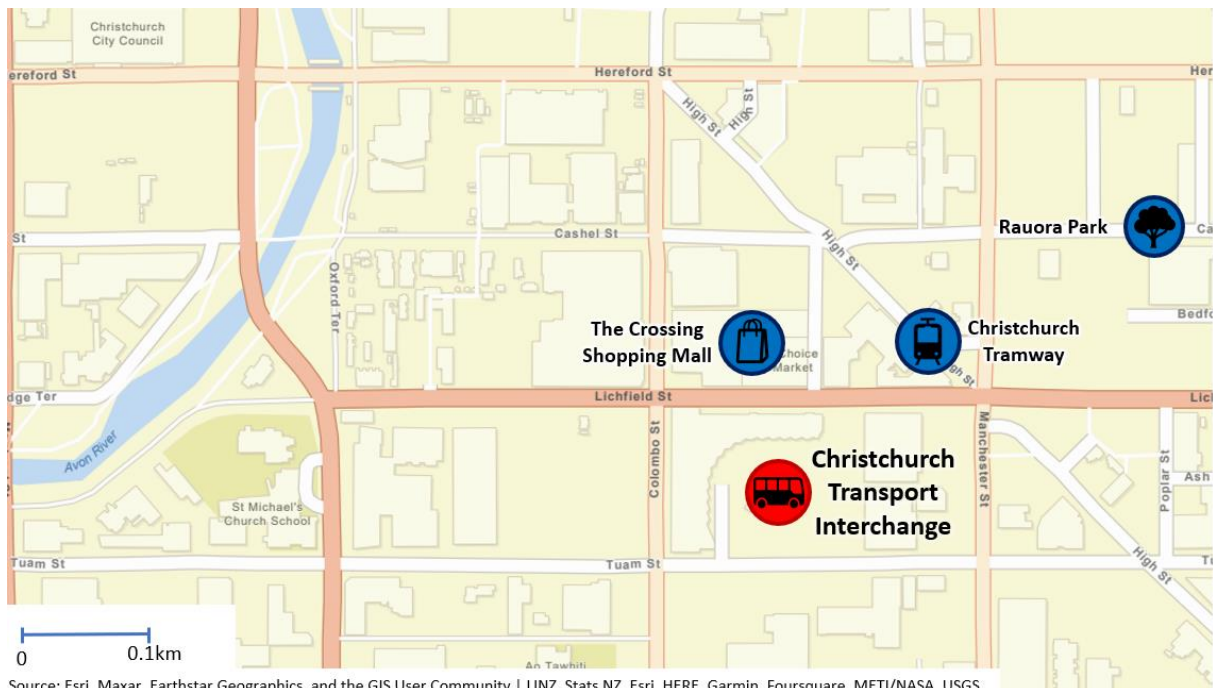 Christchurch
City Council
ereford St
Hereford St
Her
High St
High St
Rauora Park
St
Cashel St
High St
Ca
Oxford Ter
The Crossing
Shopping Mall
Choice
Market
Christchurch
Tramway
Bedfo
gh St
dge Ter
Lichfield St
Lich
Avon River
Colombo St
Manchester St
Christchurch
Transport
Interchange
Poplar St
Ash
St Michael's
Church School
Tuam St
Tuam St
High St
Tu
0
0.1km
Ao Tawhiti
Source: Esri, Maxar, Earthstar Geographics, and the GIS User Community | LINZ, Stats NZ, Esri, HERE, Garmin, Foursquare, METI/NASA, USGS